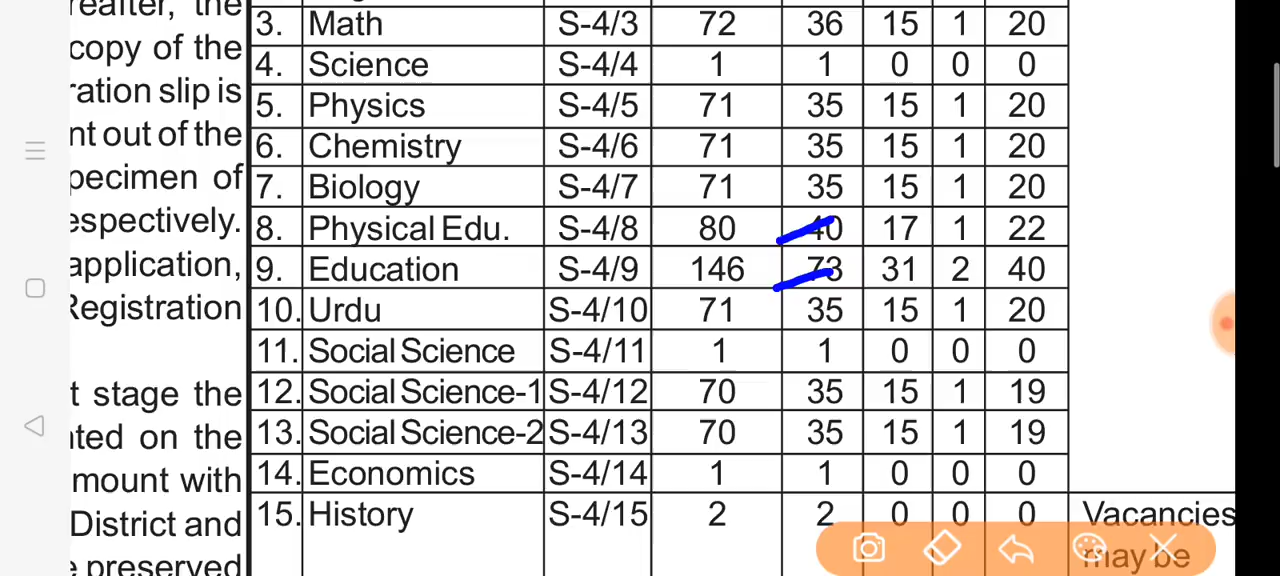 reafter, the
copy of the
ration slip is
nt out of the
pecimen of
espectively.
application,
Registration
t stage the
nted on the
mount with
District and
e preserved
3. Math S-4/3 72 36 15 1 20
4. Science S-4/4 1 1 0 0 0
5. Physics S-4/5 71 35 15 1 20
6. Chemistry S-4/6 71 35 15 1 20
7. Biology S-4/7 71 35 15 1 20
8. Physical Edu. S-4/8 80 40 17 1 22
9. Education S-4/9 146 73 31 2 40
10. Urdu S-4/10 71 35 15 1 20
11. Social Science S-4/11 1 1 0 0 0
12. Social Science-1 S-4/12 70 35 15 1 19
13. Social Science-2 S-4/13 70 35 15 1 19
14. Economics S-4/14 1 1 0 0 0
15. History S-4/15 2 2 0 0 0 Vacancies
may be